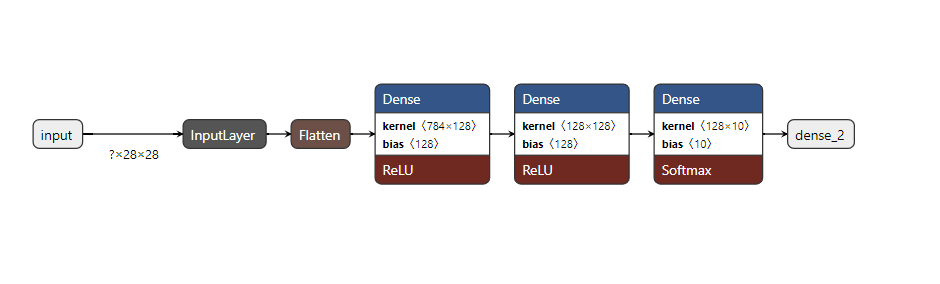 input
?×28×28
InputLayer
Flatten
Dense
kernel 〈784×128〉
bias 〈128〉
ReLU
Dense
kernel 〈128×128〉
bias 〈128〉
ReLU
Dense
kernel 〈128×10〉
bias 〈10〉
Softmax
dense_2